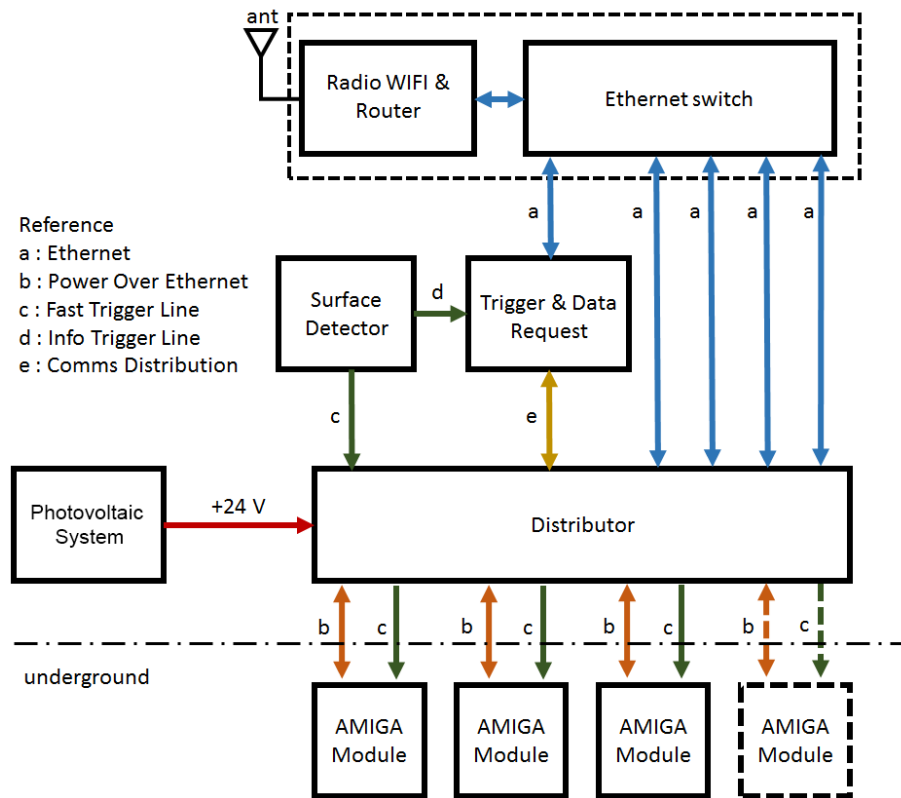 ant
Radio WIFI &
Router
Ethernet switch
a
a
a
a
a
Reference
a : Ethernet
b : Power Over Ethernet
c : Fast Trigger Line
d : Info Trigger Line
e : Comms Distribution
Surface
Detector
d
Trigger & Data
Request
c
e
Photovoltaic
System
+24 V
Distributor
b
c
b
c
b
c
b
c
underground
AMIGA
Module
AMIGA
Module
AMIGA
Module
AMIGA
Module